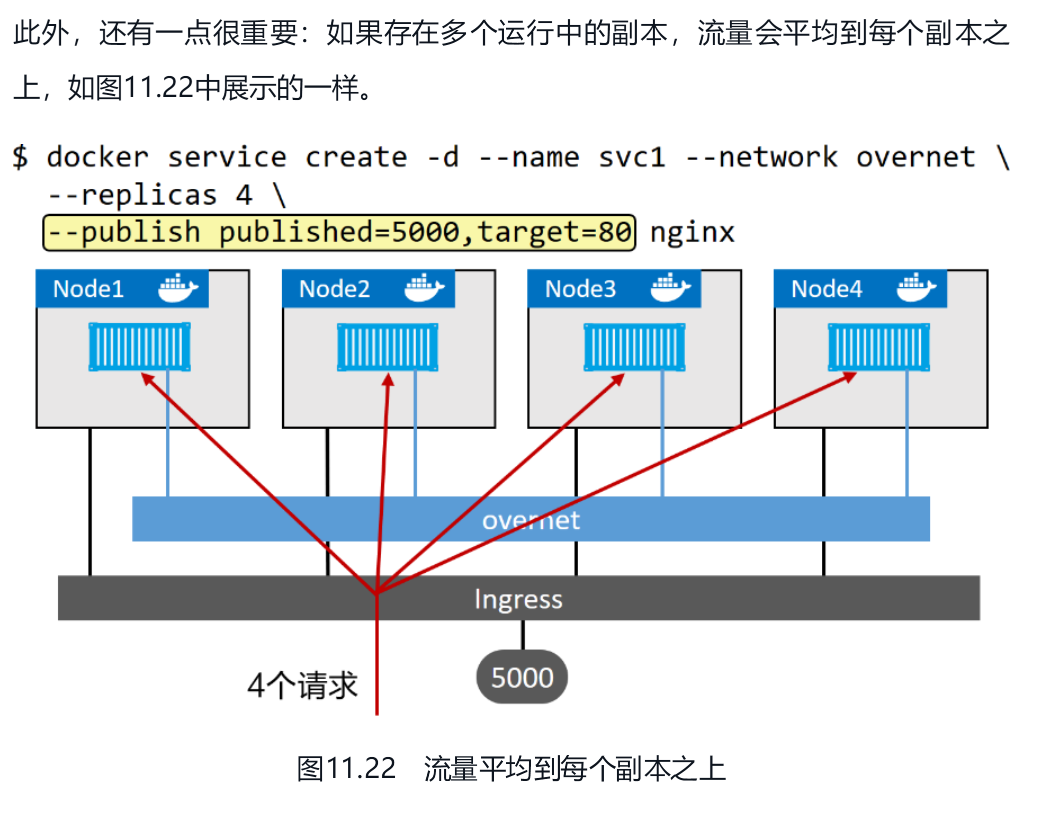 此外，还有一点很重要：如果存在多个运行中的副本，流量会平均到每个副本之
上，如图11.22中展示的一样。
$ docker service create -d --name svc1 --network overnet \
--replicas 4 \
--publish published=5000,target=80 nginx
Node1
Node2
Node3
Node4
overnet
Ingress
4个请求
5000
图11.22 流量平均到每个副本之上